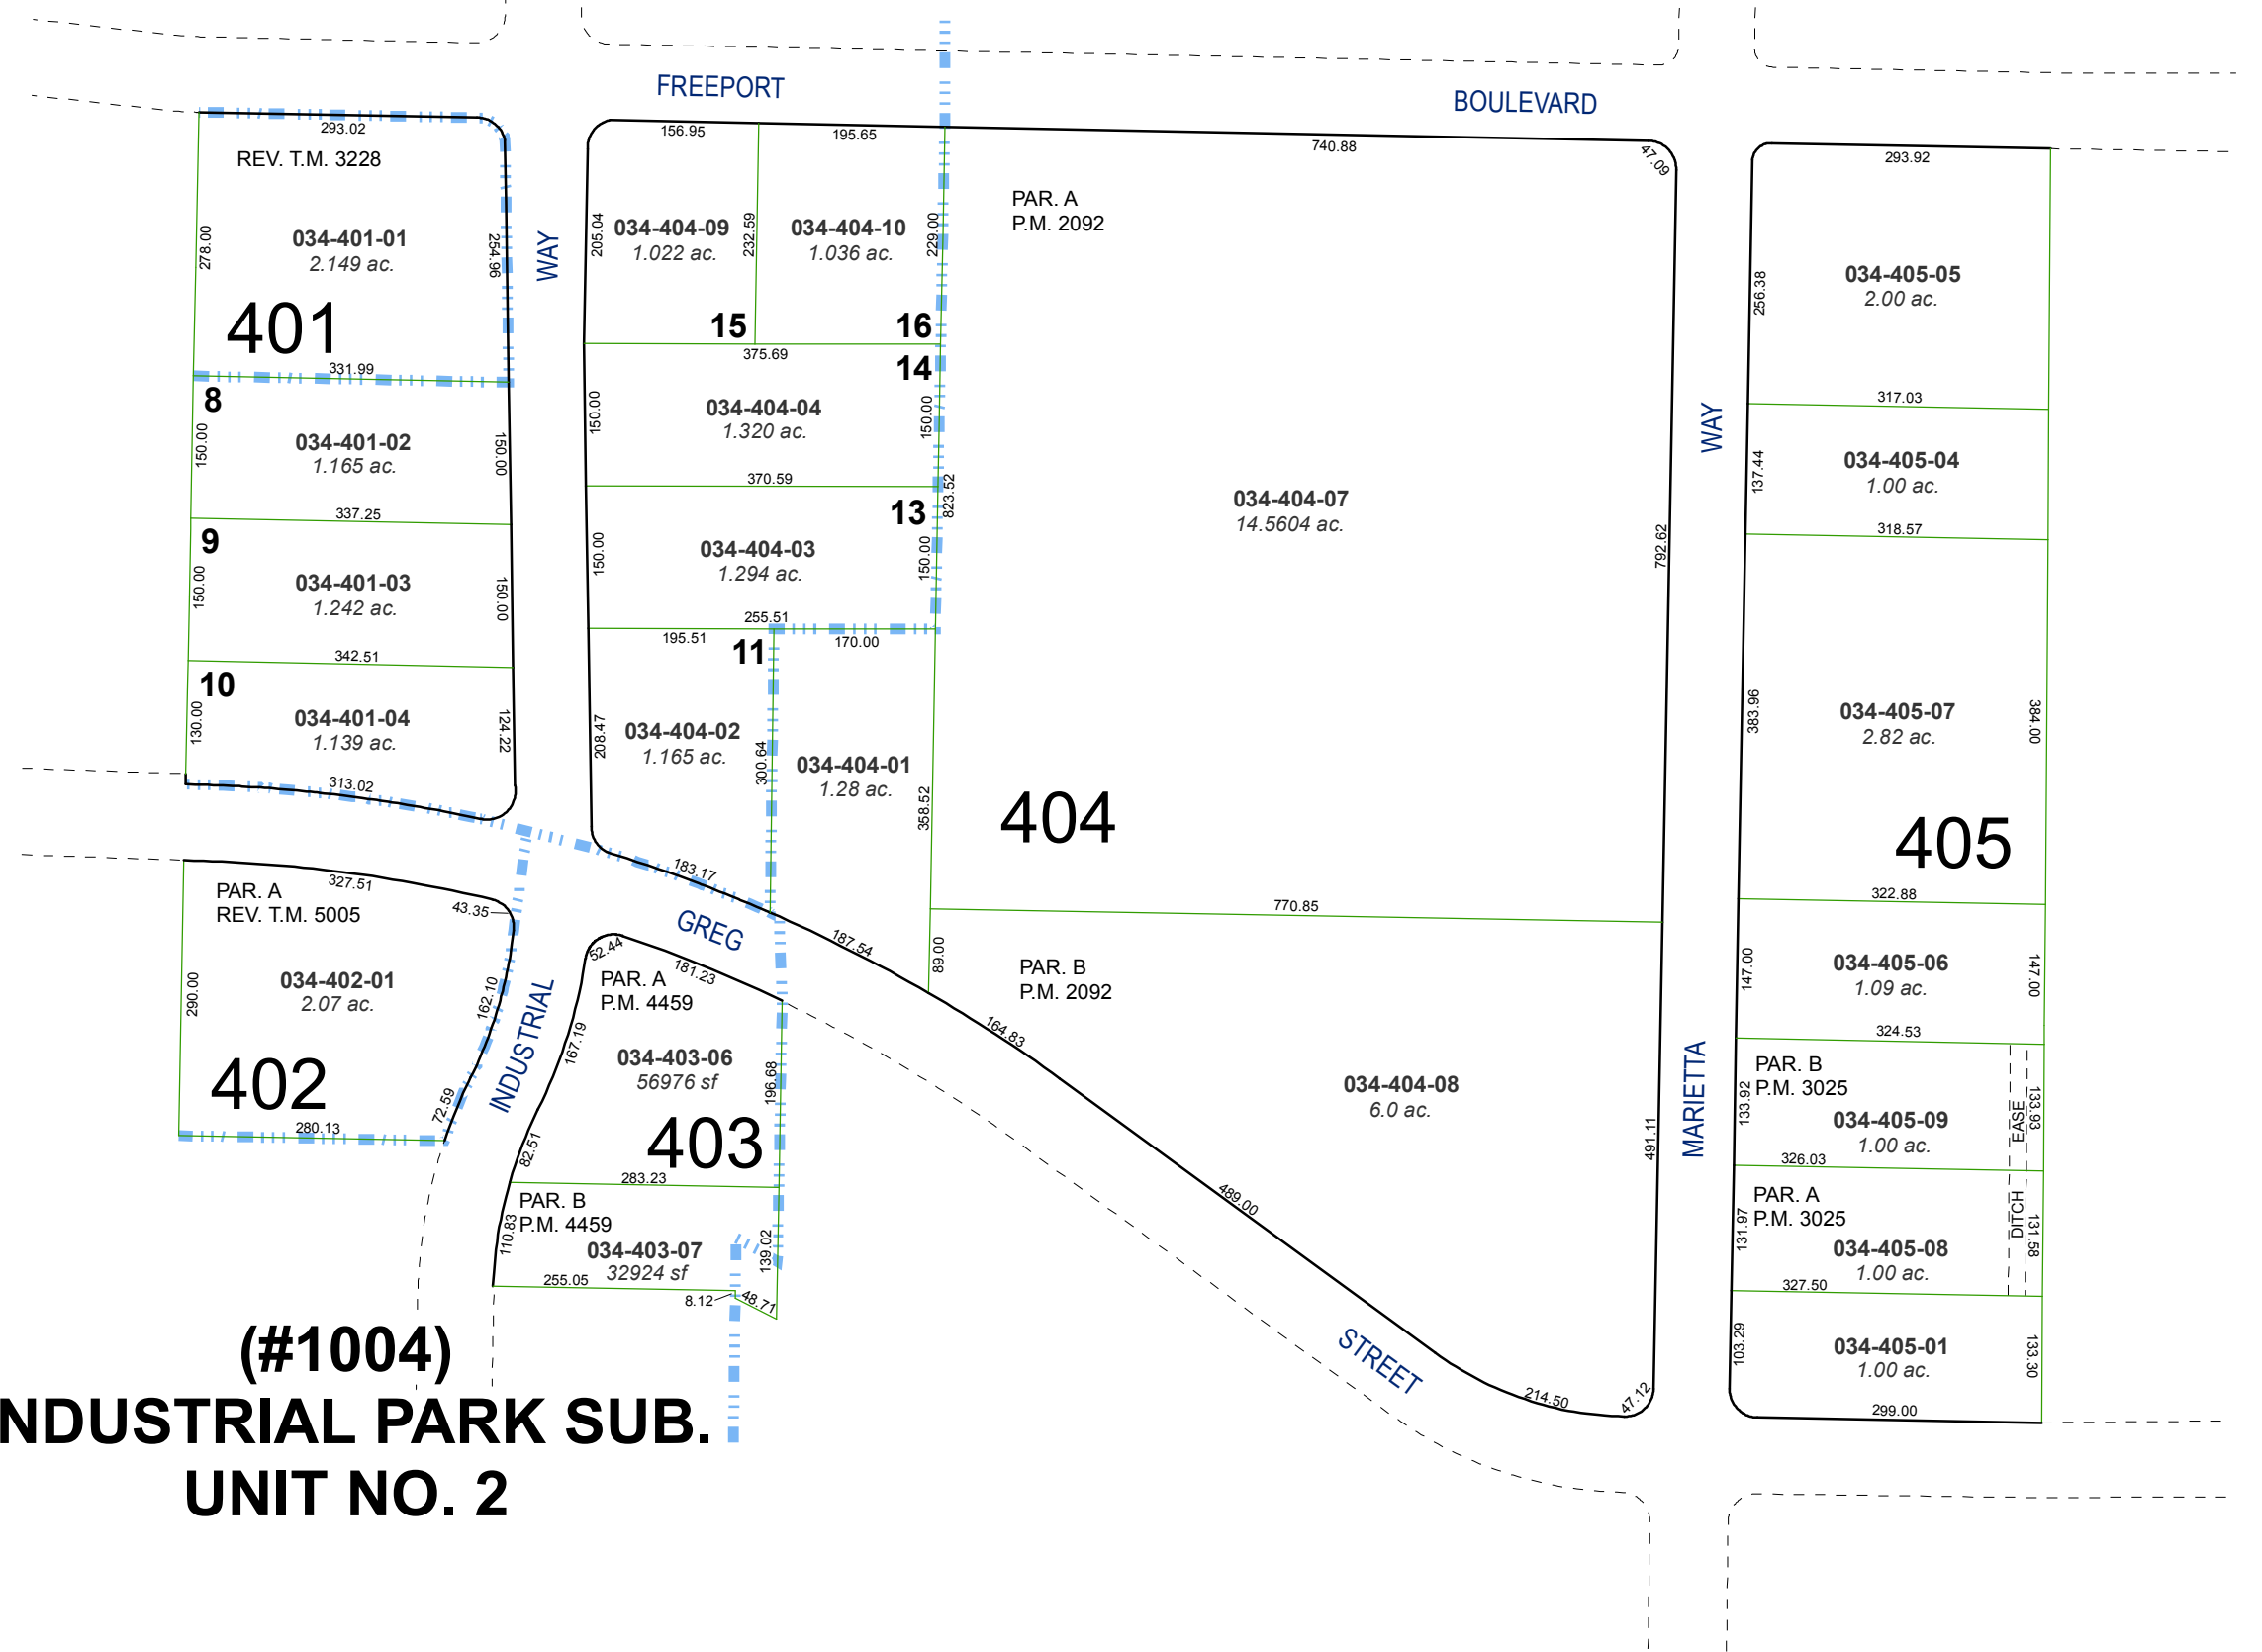 FREEPORT
BOULEVARD
293.02
REV. T.M. 3228
278.00
034-401-01
2.149 ac.
254.96
401
331.99
8
150.00
034-401-02
1.165 ac.
150.00
337.25
9
150.00
034-401-03
1.242 ac.
150.00
342.51
10
130.00
034-401-04
1.139 ac.
124.22
313.02
WAY
156.95
195.65
205.04
034-404-09
1.022 ac.
232.59
15
034-404-10
1.036 ac.
229.00
16
375.69
14
150.00
034-404-04
1.320 ac.
150.00
370.59
13
823.52
150.00
034-404-03
1.294 ac.
150.00
255.51
195.51
170.00
11
208.47
034-404-02
1.165 ac.
300.64
034-404-01
1.28 ac.
358.52
183.17
187.54
89.00
740.88
47.09
PAR. A
P.M. 2092
034-404-07
14.5604 ac.
792.62
404
770.85
PAR. B
P.M. 2092
164.83
034-404-08
6.0 ac.
491.11
489.00
214.50
47.12
WAY
MARIETTA
293.92
256.38
034-405-05
2.00 ac.
317.03
137.44
034-405-04
1.00 ac.
318.57
383.96
034-405-07
2.82 ac.
384.00
405
322.88
147.00
034-405-06
1.09 ac.
147.00
324.53
PAR. B
P.M. 3025
133.92
034-405-09
1.00 ac.
EASE
133.93
326.03
PAR. A
P.M. 3025
131.97
034-405-08
1.00 ac.
DITCH
131.58
327.50
103.29
034-405-01
1.00 ac.
133.30
299.00
327.51
PAR. A
REV. T.M. 5005
43.35
290.00
034-402-01
2.07 ac.
162.10
402
72.59
280.13
INDUSTRIAL
GREG
STREET
52.44
181.23
PAR. A
P.M. 4459
167.19
034-403-06
56976 sf
196.68
403
82.51
283.23
PAR. B
P.M. 4459
110.83
034-403-07
32924 sf
139.02
255.05
8.12
48.71
(#1004)
NDUSTRIAL PARK SUB.
UNIT NO. 2